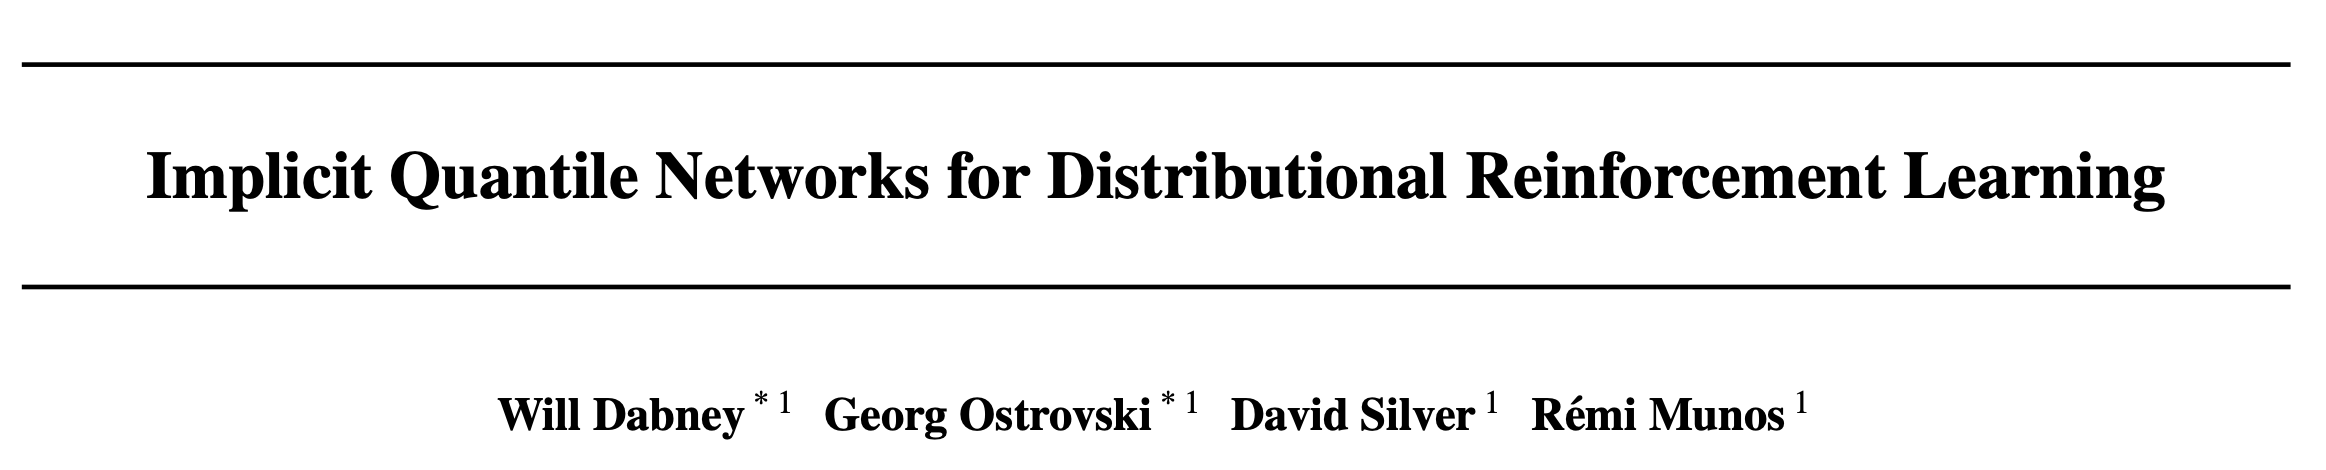 Implicit Quantile Networks for Distributional Reinforcement Learning
Will Dabney * 1 Georg Ostrovski * 1 David Silver 1 Rémi Munos 1